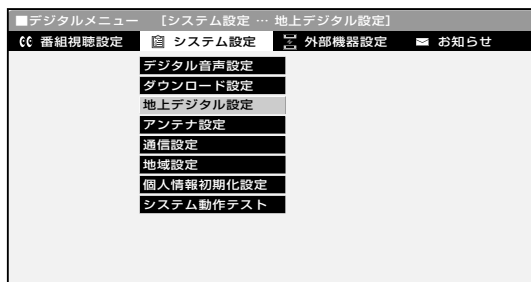 ■デジタルメニュー ［システム設定 … 地上デジタル設定］
番組視聴設定 システム設定 外部機器設定 お知らせ
デジタル音声設定
ダウンロード設定
地上デジタル設定
アンテナ設定
通信設定
地域設定
個人情報初期化設定
システム動作テスト